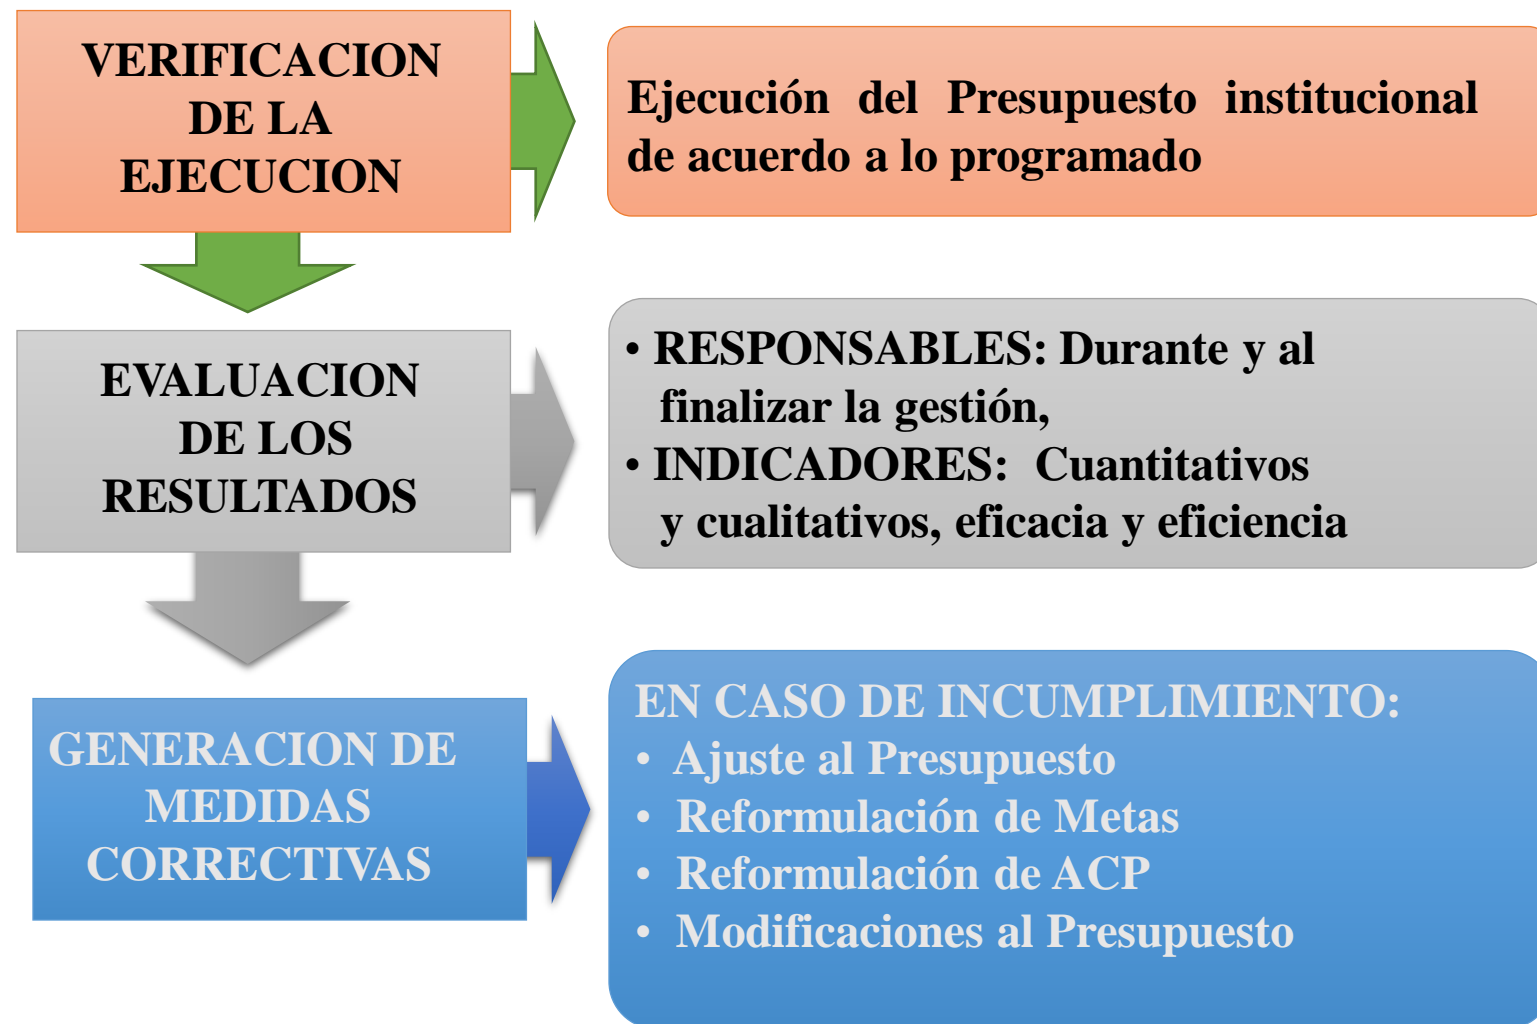 VERIFICACION
DE LA
EJECUCION
Ejecución del Presupuesto institucional
de acuerdo a lo programado
EVALUACION
DE LOS
RESULTADOS
• RESPONSABLES: Durante y al
finalizar la gestión,
• INDICADORES: Cuantitativos
y cualitativos, eficacia y eficiencia
GENERACION DE
MEDIDAS
CORRECTIVAS
EN CASO DE INCUMPLIMIENTO:
• Ajuste al Presupuesto
• Reformulación de Metas
• Reformulación de ACP
• Modificaciones al Presupuesto